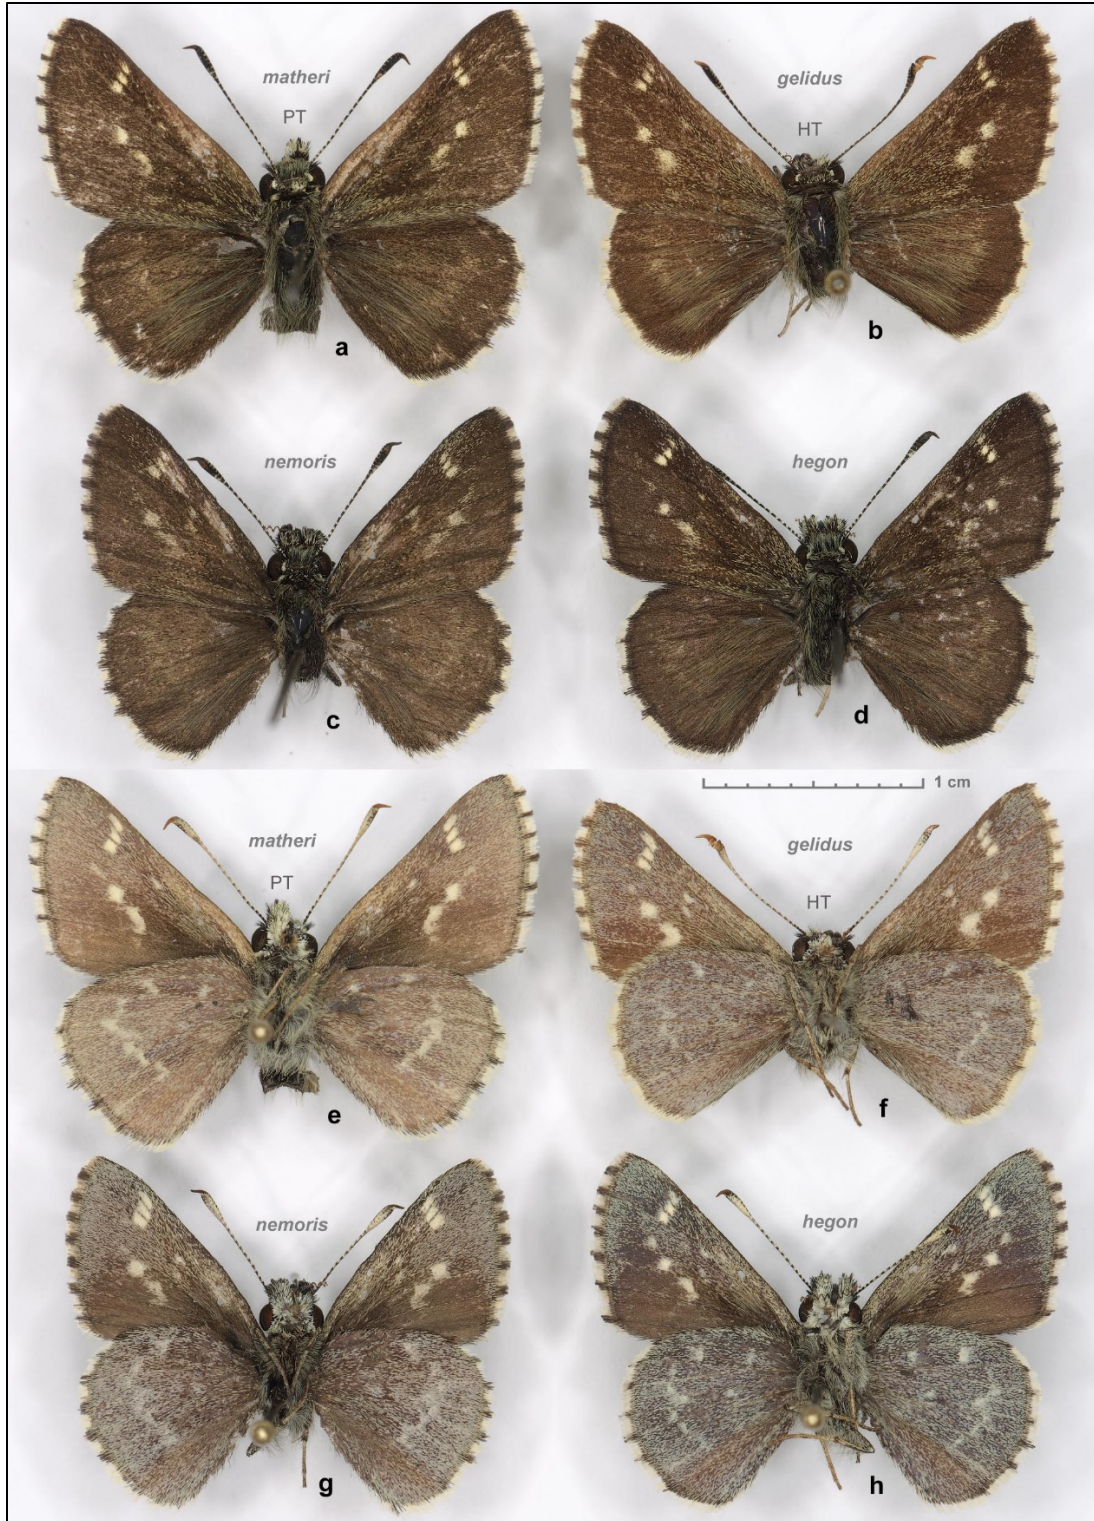 matheri
PT
gelidus
HT
a
b
nemoris
hegon
c
d
1 cm
matheri
PT
gelidus
HT
e
f
nemoris
hegon
g
h